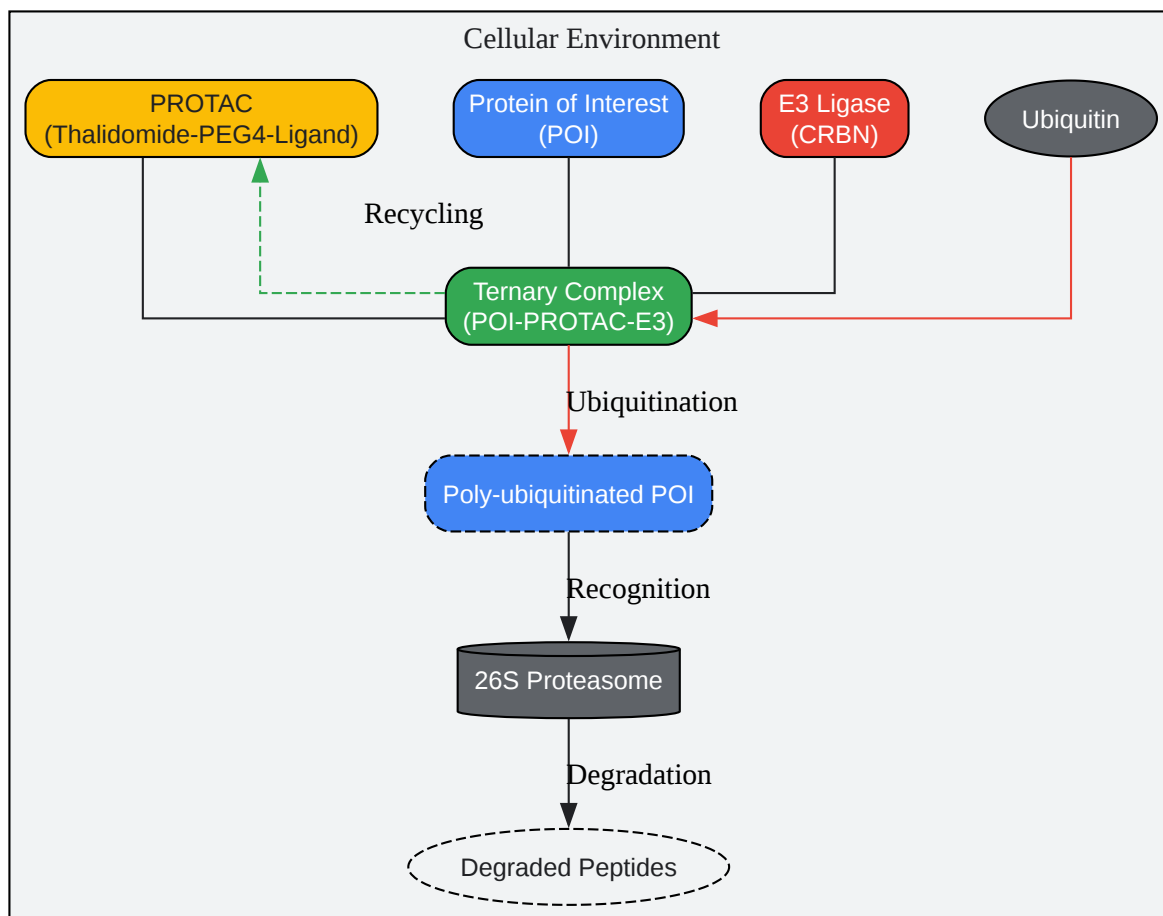 Cellular Environment
PROTAC
(Thalidomide-PEG4-Ligand)
Protein of Interest
(POI)
E3 Ligase
(CRBN)
Ubiquitin
Recycling
Ternary Complex
(POI-PROTAC-E3)
Ubiquitination
Poly-ubiquitinated POI
Recognition
26S Proteasome
Degradation
Degraded Peptides